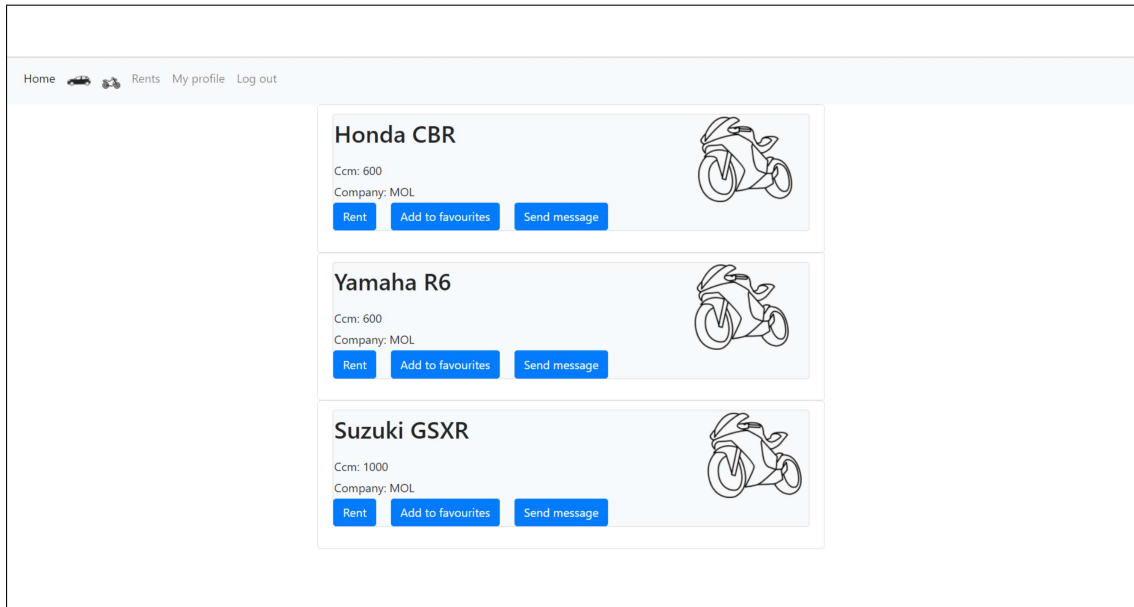 Home Rents My profile Log out
Honda CBR
Ccm: 600
Company: MOL
Rent Add to favourites Send message
Yamaha R6
Ccm: 600
Company: MOL
Rent Add to favourites Send message
Suzuki GSXR
Ccm: 1000
Company: MOL
Rent Add to favourites Send message